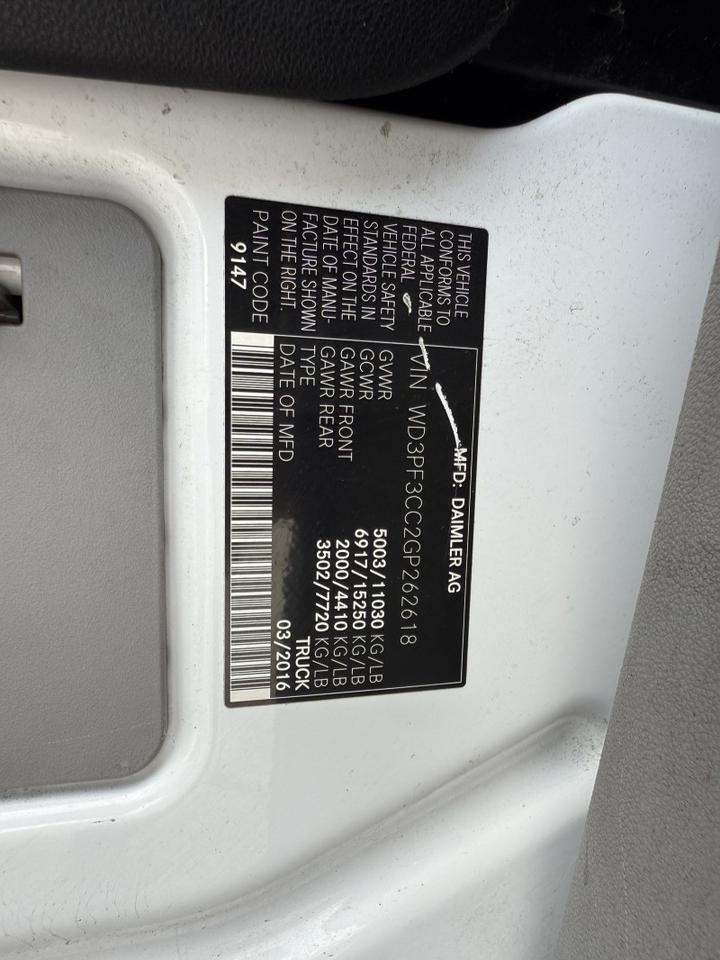 THIS VEHICLE
CONFORMS TO
ALL APPLICABLE
FEDERAL
VEHICLE SAFETY
STANDARDS IN
EFFECT ON THE
DATE OF MANU-
FACTURE SHOWN
ON THE RIGHT.
PAINT CODE
9147
MFD: DAIMLER AG
VIN WD3PF3CC2GP262618
GVWR 5003/11030 KG/LB
GCWR 6917/15250 KG/LB
GAWR FRONT 2000/4410 KG/LB
GAWR REAR 3502/7720 KG/LB
TYPE TRUCK
DATE OF MFD 03/2016